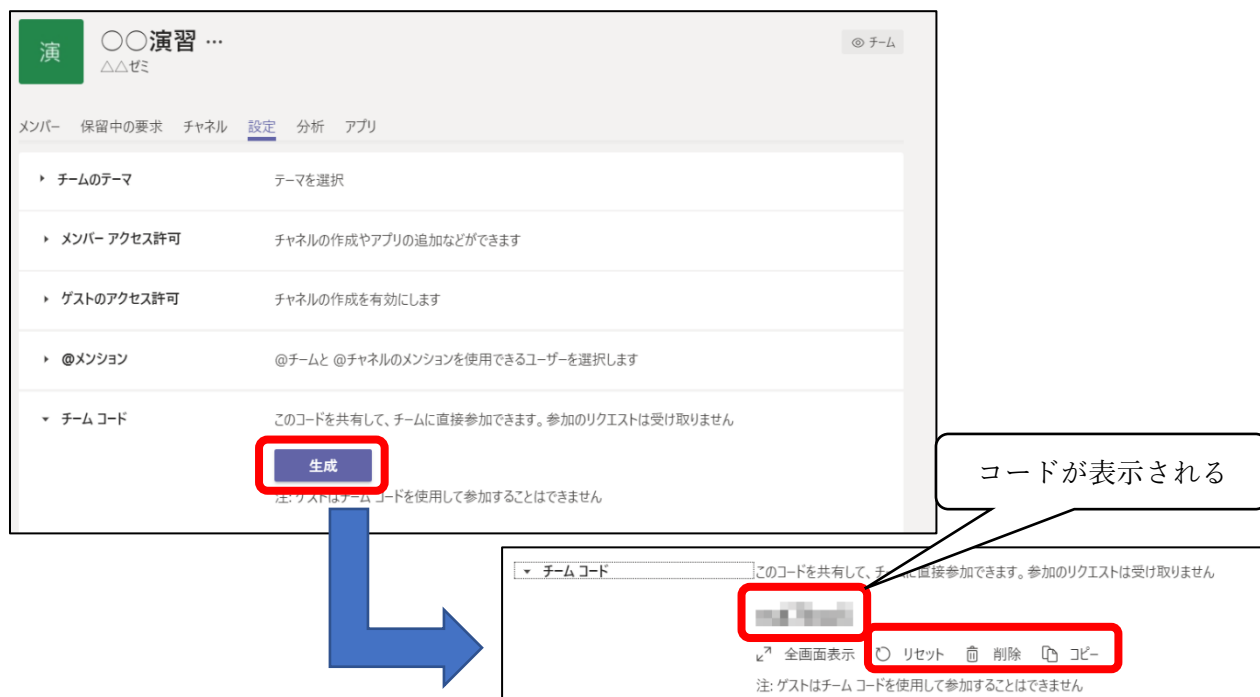 演
○○演習 …
△△ゼミ
チーム
メンバー 保留中の要求 チャネル 設定 分析 アプリ
チームのテーマ テーマを選択
メンバー アクセス許可 チャネルの作成やアプリの追加などができます
ゲストのアクセス許可 チャネルの作成を有効にします
@メンション @チームと @チャネルのメンションを使用できるユーザーを選択します
チーム コード このコードを共有して、チームに直接参加できます。参加のリクエストは受け取りません
生成
注: ゲストはチーム コードを使用して参加することはできません
コードが表示される
チーム コード このコードを共有して、チームに直接参加できます。参加のリクエストは受け取りません
全画面表示 リセット 削除 コピー
注: ゲストはチーム コードを使用して参加することはできません